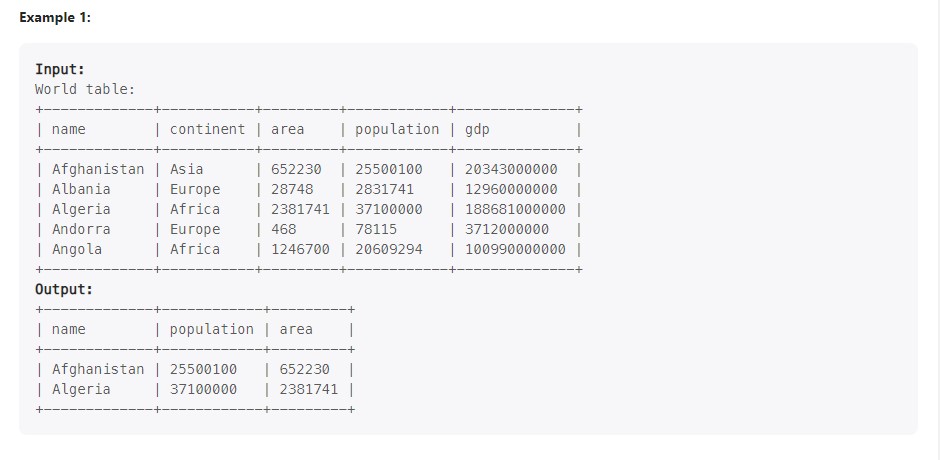 Example 1:
Input:
World table:
+-------------+-----------+---------+------------+--------------+
| name        | continent | area    | population | gdp          |
+-------------+-----------+---------+------------+--------------+
| Afghanistan | Asia      | 652230  | 25500100   | 20343000000  |
| Albania     | Europe    | 28748   | 2831741    | 12960000000  |
| Algeria     | Africa    | 2381741 | 37100000   | 188681000000 |
| Andorra     | Europe    | 468     | 78115      | 3712000000   |
| Angola      | Africa    | 1246700 | 20609294   | 100990000000 |
+-------------+-----------+---------+------------+--------------+
Output:
+-------------+------------+---------+
| name        | population | area    |
+-------------+------------+---------+
| Afghanistan | 25500100   | 652230  |
| Algeria     | 37100000   | 2381741 |
+-------------+------------+---------+